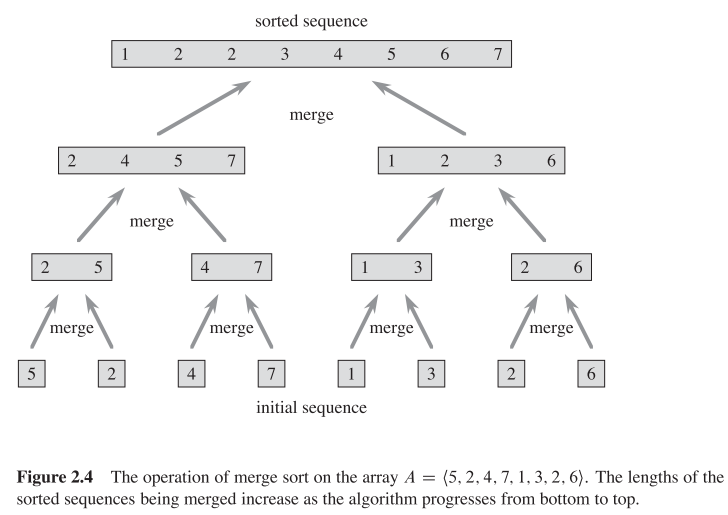 sorted sequence
1 2 2 3 4 5 6 7
merge
2 4 5 7 1 2 3 6
merge merge
2 5 4 7 1 3 2 6
merge merge merge merge
5 2 4 7 1 3 2 6
initial sequence
Figure 2.4 The operation of merge sort on the array A = ⟨5, 2, 4, 7, 1, 3, 2, 6⟩. The lengths of the
sorted sequences being merged increase as the algorithm progresses from bottom to top.